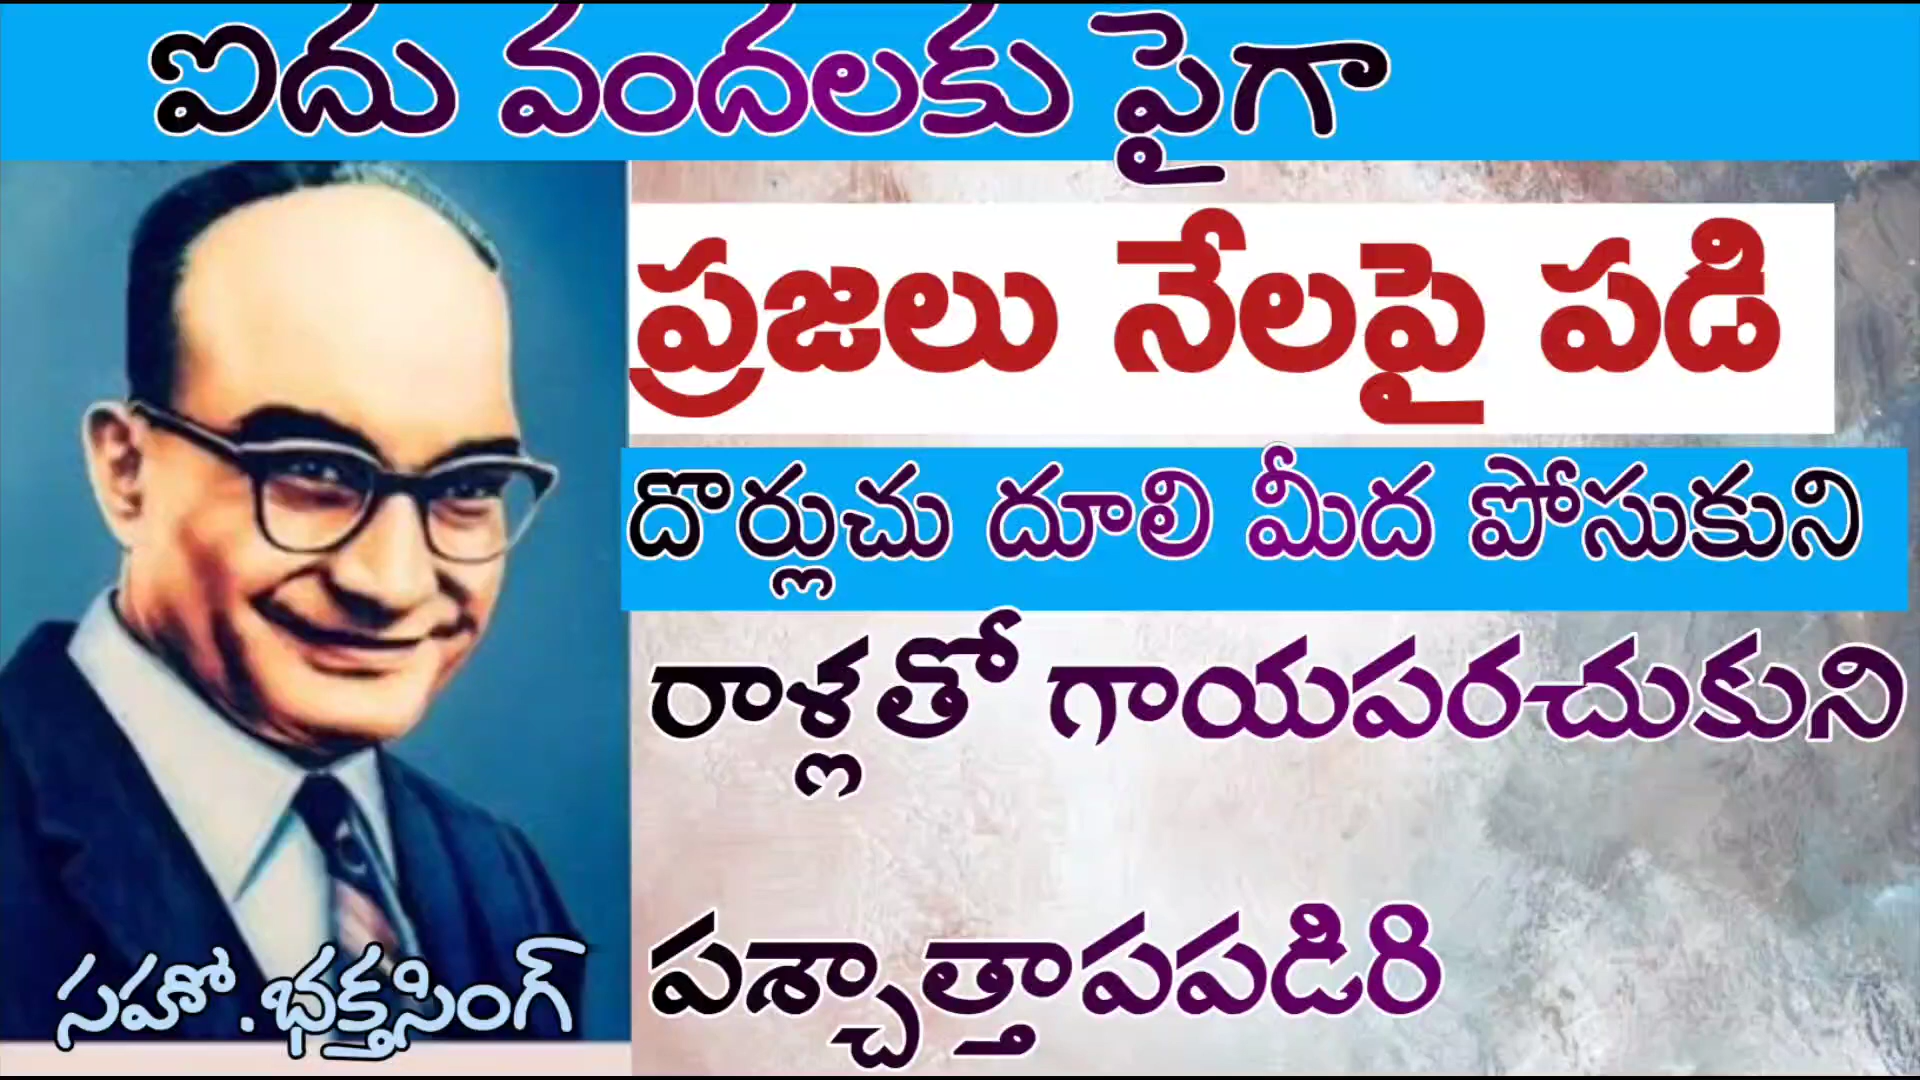 ఐదు వందలకు పైగా
ప్రజలు నేలపై పడి
దొర్లుచు దూలి మీద పోసుకుని
రాళ్లతో గాయపరచుకుని
పశ్చాత్తాపపడిరి
సహో.భక్తసింగ్